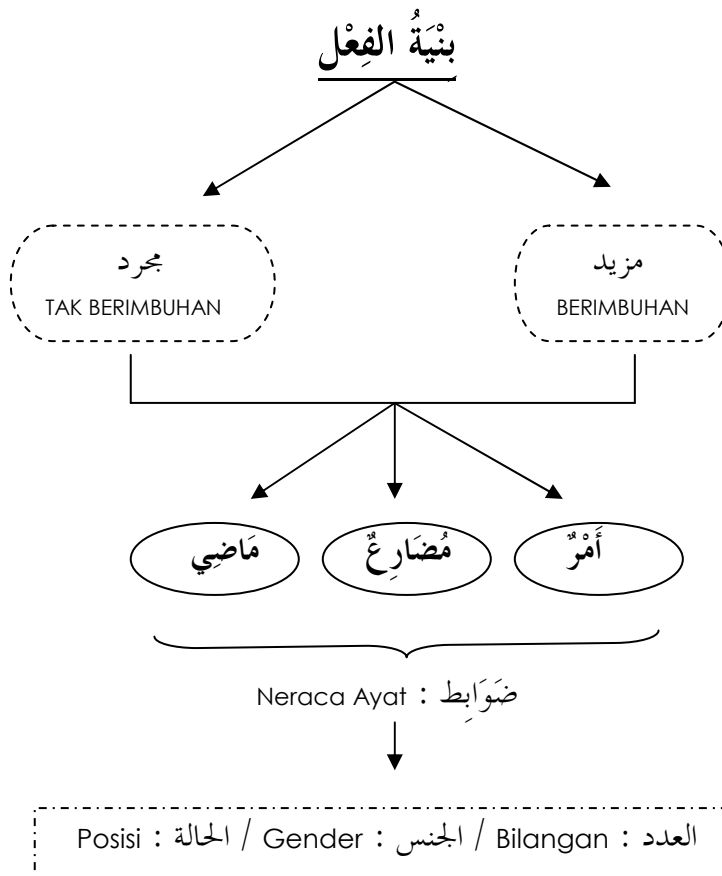 بِنْيَةُ الفِعْل
مجرد
TAK BERIMBUHAN
مزيد
BERIMBUHAN
مَاضِي
مُضَارِعٌ
أَمْرٌ
ضَوَابِط : Neraca Ayat
العدد : Bilangan / الجنس : Gender / الحالة : Posisi